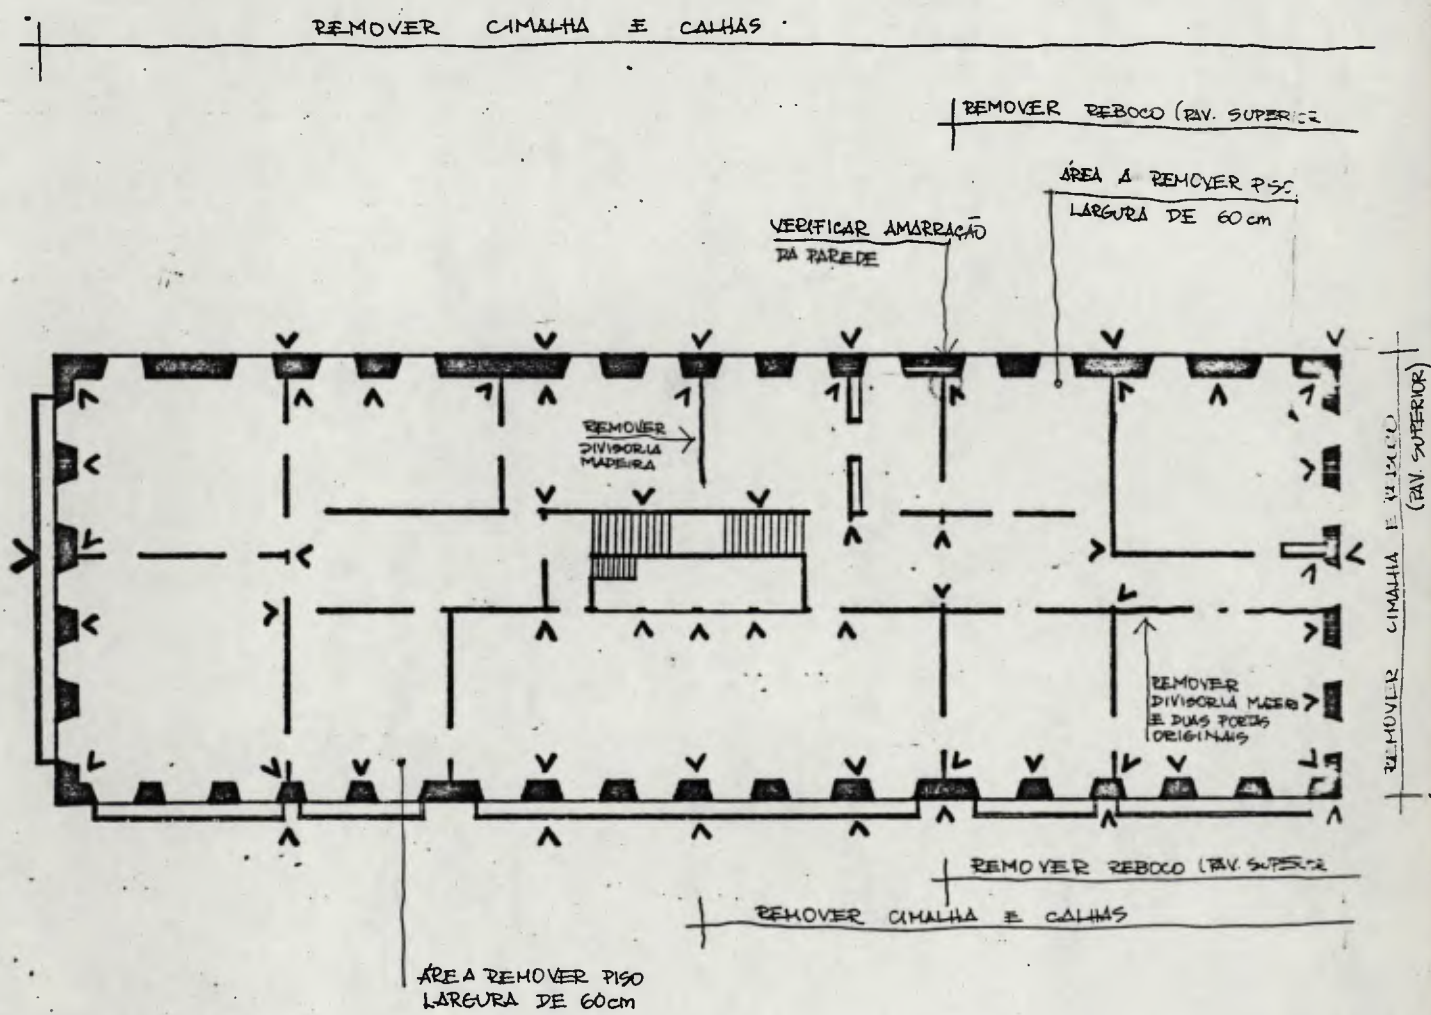 REMOVER CIMALHA E CALHAS
REMOVER REBOCO (PAV. SUPERIOR
ÁREA A REMOVER PISO
LARGURA DE 60 cm
VERIFICAR AMARRAÇÃO
DA PAREDE
REMOVER
DIVISORIA
MADEIRA
REMOVER CIMALHA E REBOCO
(PAV. SUPERIOR)
REMOVER
DIVISORIA MADEIRA
E DUAS PORTAS
ORIGINAIS
REMOVER REBOCO (PAV. SUPERIOR
REMOVER CIMALHA E CALHAS
ÁREA A REMOVER PISO
LARGURA DE 60cm